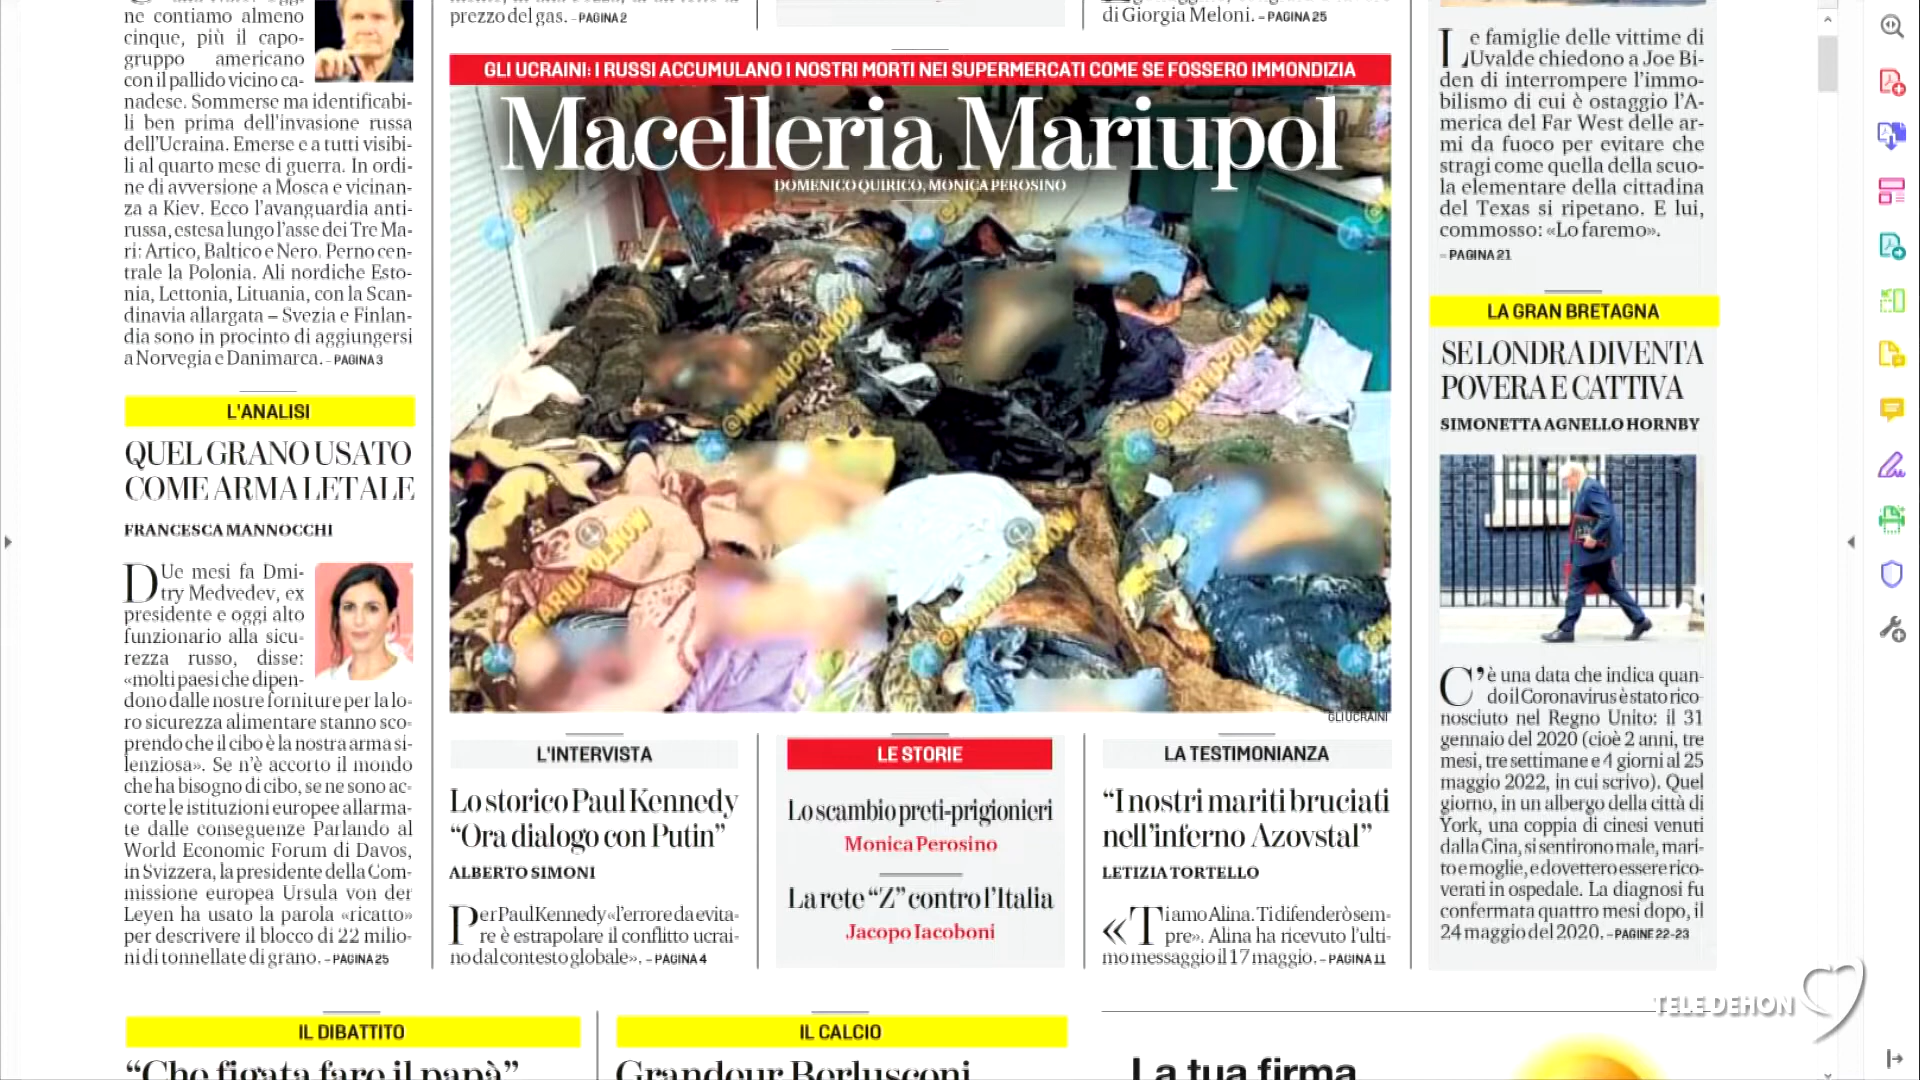 ne contiamo almeno
cinque, più il capo-
gruppo americano
con il pallido vicino ca-
nadese. Sommerse ma identificabi-
li ben prima dell'invasione russa
dell'Ucraina. Emerse e a tutti visibi-
li al quarto mese di guerra. In ordi-
ne di avversione a Mosca e vicinan-
za a Kiev. Ecco l'avanguardia anti-
russa, estesa lungo l'asse dei Tre Ma-
ri: Artico, Baltico e Nero. Perno cen-
trale la Polonia. Ali nordiche Esto-
nia, Lettonia, Lituania, con la Scan-
dinavia allargata – Svezia e Finlan-
dia sono in procinto di aggiungersi
a Norvegia e Danimarca. - PAGINA 3
L'ANALISI
QUEL GRANO USATO
COME ARMA LETALE
FRANCESCA MANNOCCHI
DUe mesi fa Dmi-
try Medvedev, ex
presidente e oggi alto
funzionario alla sicu-
rezza russo, disse:
«molti paesi che dipen-
dono dalle nostre forniture per la lo-
ro sicurezza alimentare stanno sco-
prendo che il cibo è la nostra arma si-
lenziosa». Se n'è accorto il mondo
che ha bisogno di cibo, se ne sono ac-
corte le istituzioni europee allarma-
te dalle conseguenze Parlando al
World Economic Forum di Davos,
in Svizzera, la presidente della Com-
missione europea Ursula von der
Leyen ha usato la parola «ricatto»
per descrivere il blocco di 22 milio-
ni di tonnellate di grano. - PAGINA 25
prezzo del gas. - PAGINA 2
di Giorgia Meloni. - PAGINA 25
GLI UCRAINI: I RUSSI ACCUMULANO I NOSTRI MORTI NEI SUPERMERCATI COME SE FOSSERO IMMONDIZIA
Macelleria Mariupol
DOMENICO QUIRICO, MONICA PEROSINO
@MARIUPOLNOW
@MARIUPOLNOW
@MARIUPOLNOW
@MARIUPOLNOW
GLI UCRAINI
L'INTERVISTA
Lo storico Paul Kennedy
“Ora dialogo con Putin”
ALBERTO SIMONI
Per Paul Kennedy «l'errore da evita-
re è estrapolare il conflitto ucrai-
no dal contesto globale». - PAGINA 4
LE STORIE
Lo scambio preti-prigionieri
Monica Perosino
La rete “Z” contro l'Italia
Jacopo Iacoboni
LA TESTIMONIANZA
“I nostri mariti bruciati
nell'inferno Azovstal”
LETIZIA TORTELLO
«Tiamo Alina. Ti difenderò sem-
pre». Alina ha ricevuto l'ulti-
mo messaggio il 17 maggio. - PAGINA 11
Le famiglie delle vittime di
Uvalde chiedono a Joe Bi-
den di interrompere l'immo-
bilismo di cui è ostaggio l'A-
merica del Far West delle ar-
mi da fuoco per evitare che
stragi come quella della scuo-
la elementare della cittadina
del Texas si ripetano. E lui,
commosso: «Lo faremo».
- PAGINA 21
LA GRAN BRETAGNA
SE LONDRA DIVENTA
POVERA E CATTIVA
SIMONETTA AGNELLO HORNBY
C'è una data che indica quan-
do il Coronavirus è stato rico-
nosciuto nel Regno Unito: il 31
gennaio del 2020 (cioè 2 anni, tre
mesi, tre settimane e 4 giorni al 25
maggio 2022, in cui scrivo). Quel
giorno, in un albergo della città di
York, una coppia di cinesi venuti
dalla Cina, si sentirono male, mari-
to e moglie, e dovettero essere rico-
verati in ospedale. La diagnosi fu
confermata quattro mesi dopo, il
24 maggio del 2020. - PAGINE 22-23
IL DIBATTITO
“Che figata fare il papà”
IL CALCIO
Grandeur Berlusconi
La tua firma
TELE DEHON